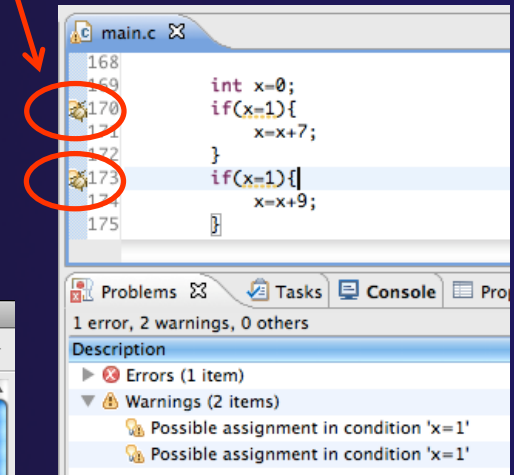 main.c
168
169 int x=0;
170 if(x=1){
171 x=x+7;
172 }
173 if(x=1){
174 x=x+9;
175 }
Problems Tasks Console Prop
1 error, 2 warnings, 0 others
Description
Errors (1 item)
Warnings (2 items)
Possible assignment in condition 'x=1'
Possible assignment in condition 'x=1'